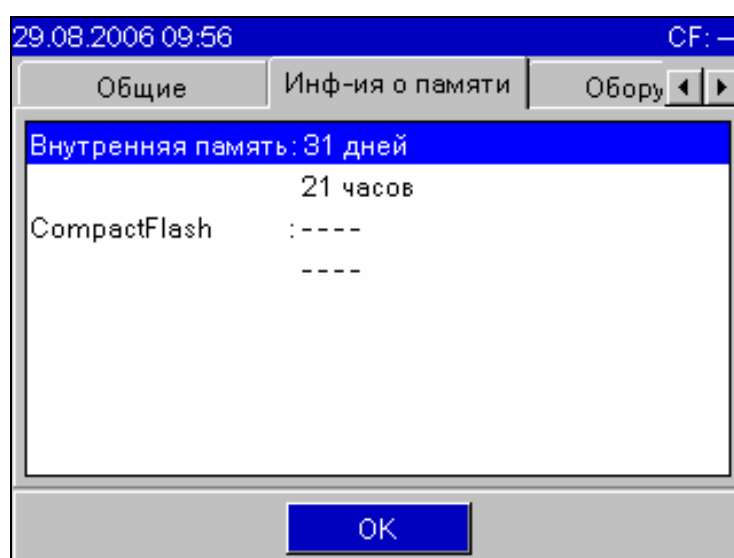 29.08.2006 09:56 CF: –
Общие Инф-ия о памяти Обору
Внутренняя память: 31 дней
21 часов
CompactFlash :----
----
OK